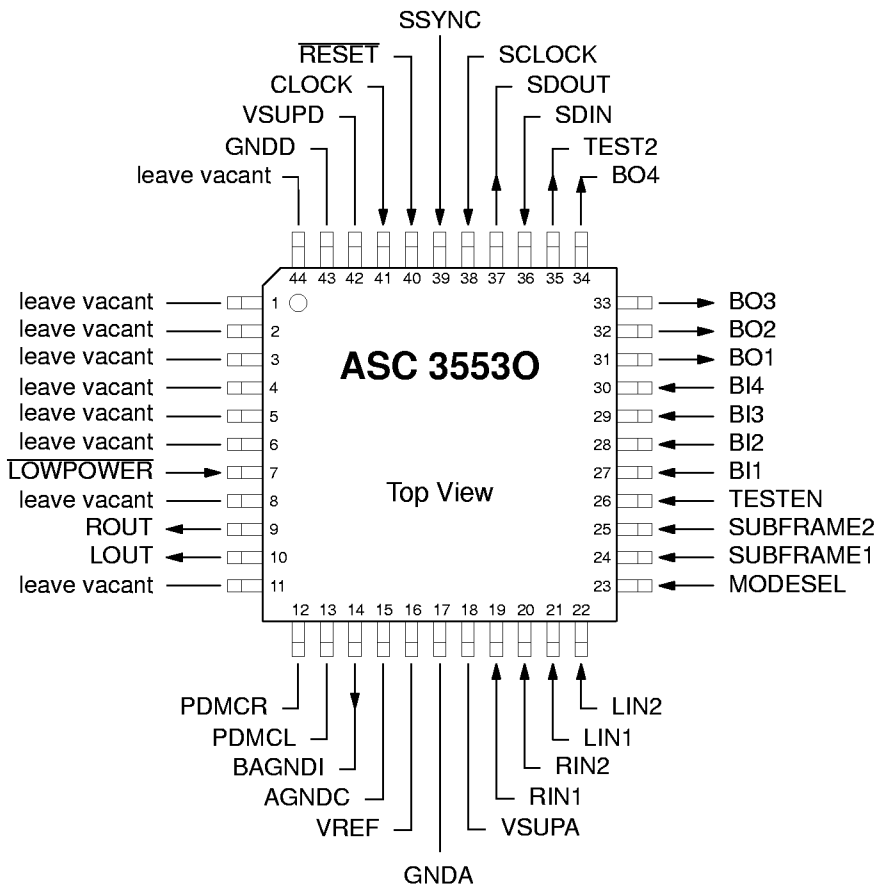 SSYNC
RESET SCLOCK
CLOCK SDOUT
VSUPD SDIN
GNDD TEST2
leave vacant BO4
44 43 42 41 40 39 38 37 36 35 34
leave vacant 1 33 BO3
leave vacant 2 32 BO2
leave vacant 3 ASC 3553O 31 BO1
leave vacant 4 30 BI4
leave vacant 5 29 BI3
leave vacant 6 28 BI2
LOWPOWER 7 27 BI1
Top View
leave vacant 8 26 TESTEN
ROUT 9 25 SUBFRAME2
LOUT 10 24 SUBFRAME1
leave vacant 11 23 MODESEL
12 13 14 15 16 17 18 19 20 21 22
PDMCR LIN2
PDMCL LIN1
BAGNDI RIN2
AGNDC RIN1
VREF VSUPA
GNDA